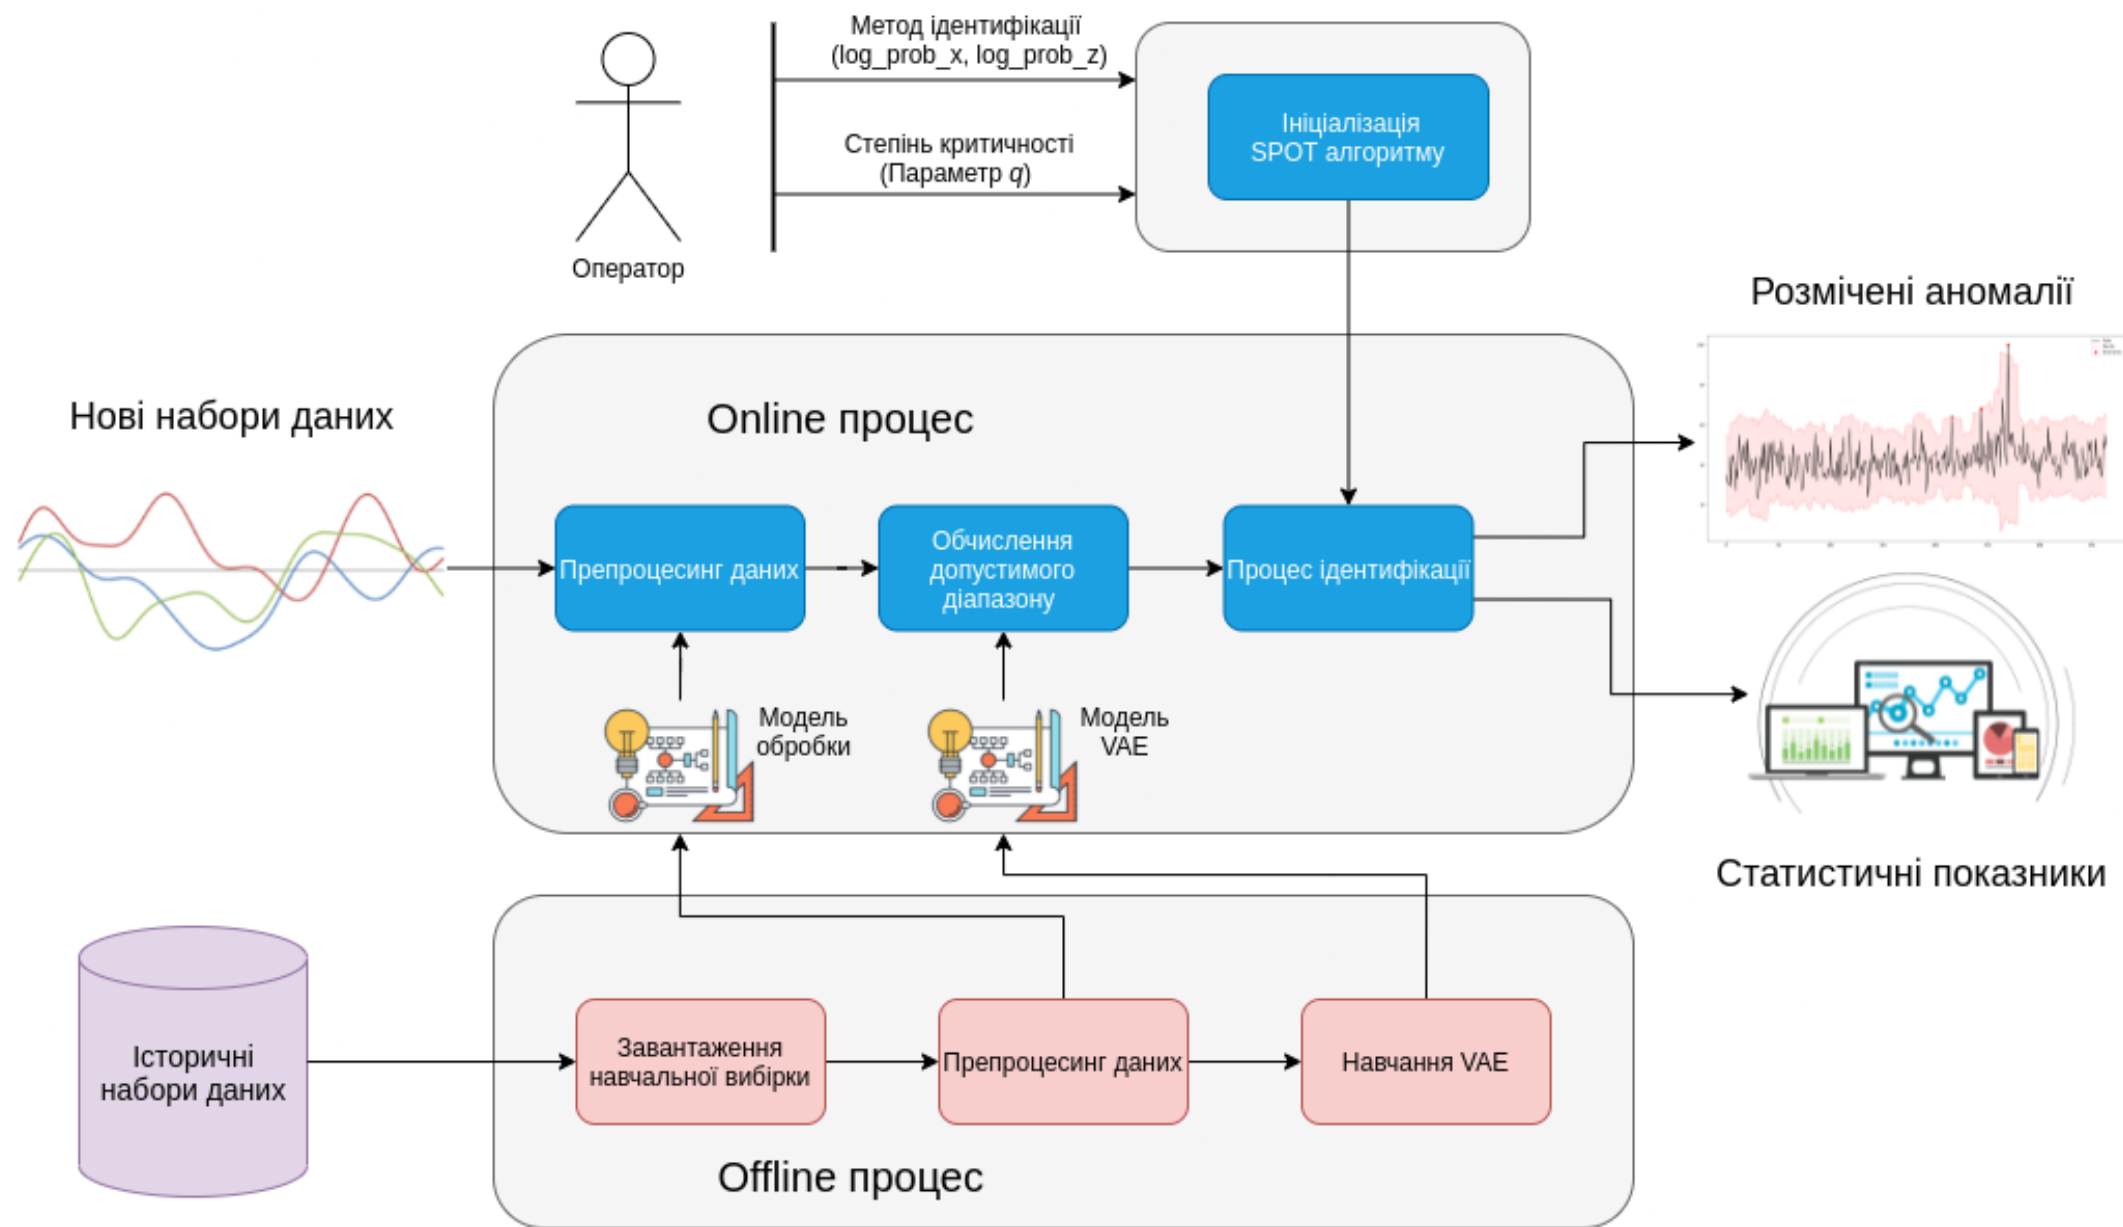 Метод ідентифікації
(log_prob_x, log_prob_z)
Степінь критичності
(Параметр q)
Оператор
Ініціалізація
SPOT алгоритму
Розмічені аномалії
Нові набори даних
Online процес
Препроцесинг даних
Обчислення
допустимого
діапазону
Процес ідентифікації
Модель
обробки
Модель
VAE
Статистичні показники
Історичні
набори даних
Завантаження
навчальної вибірки
Препроцесинг даних
Навчання VAE
Offline процес